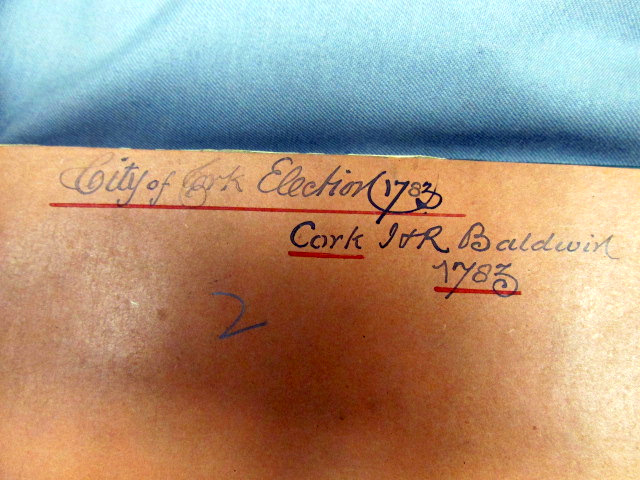 City of Cork Election 1783
Cork I & R Baldwin
1783
2